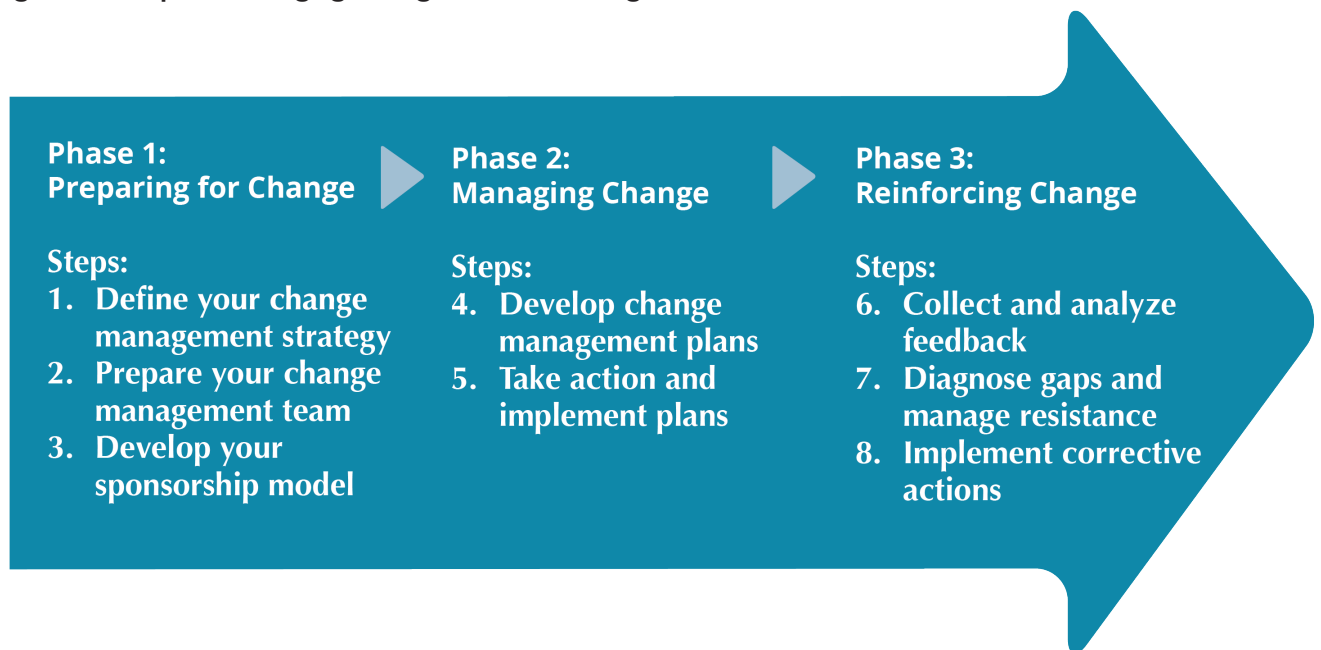 Phase 1:
Preparing for Change
Steps:
1. Define your change
management strategy
2. Prepare your change
management team
3. Develop your
sponsorship model
Phase 2:
Managing Change
Steps:
4. Develop change
management plans
5. Take action and
implement plans
Phase 3:
Reinforcing Change
Steps:
6. Collect and analyze
feedback
7. Diagnose gaps and
manage resistance
8. Implement corrective
actions